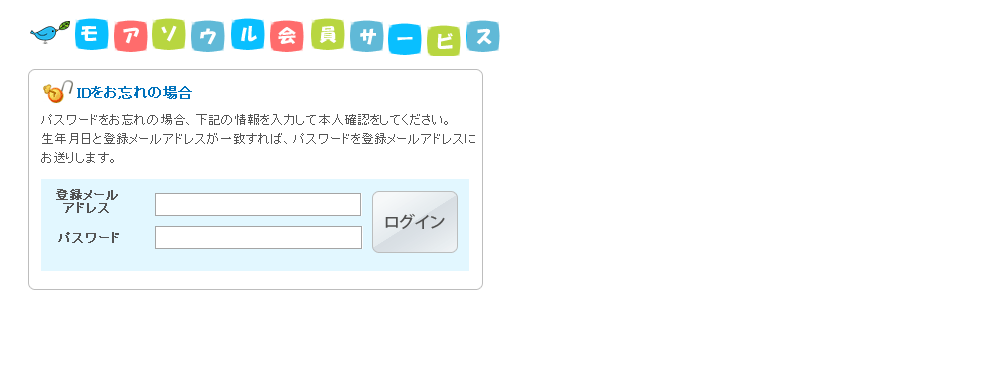 モアソウル会員サービス
IDをお忘れの場合
パスワードをお忘れの場合、下記の情報を入力して本人確認をしてください。
生年月日と登録メールアドレスが一致すれば、パスワードを登録メールアドレスに
お送りします。
登録メール
アドレス
ログイン
パスワード